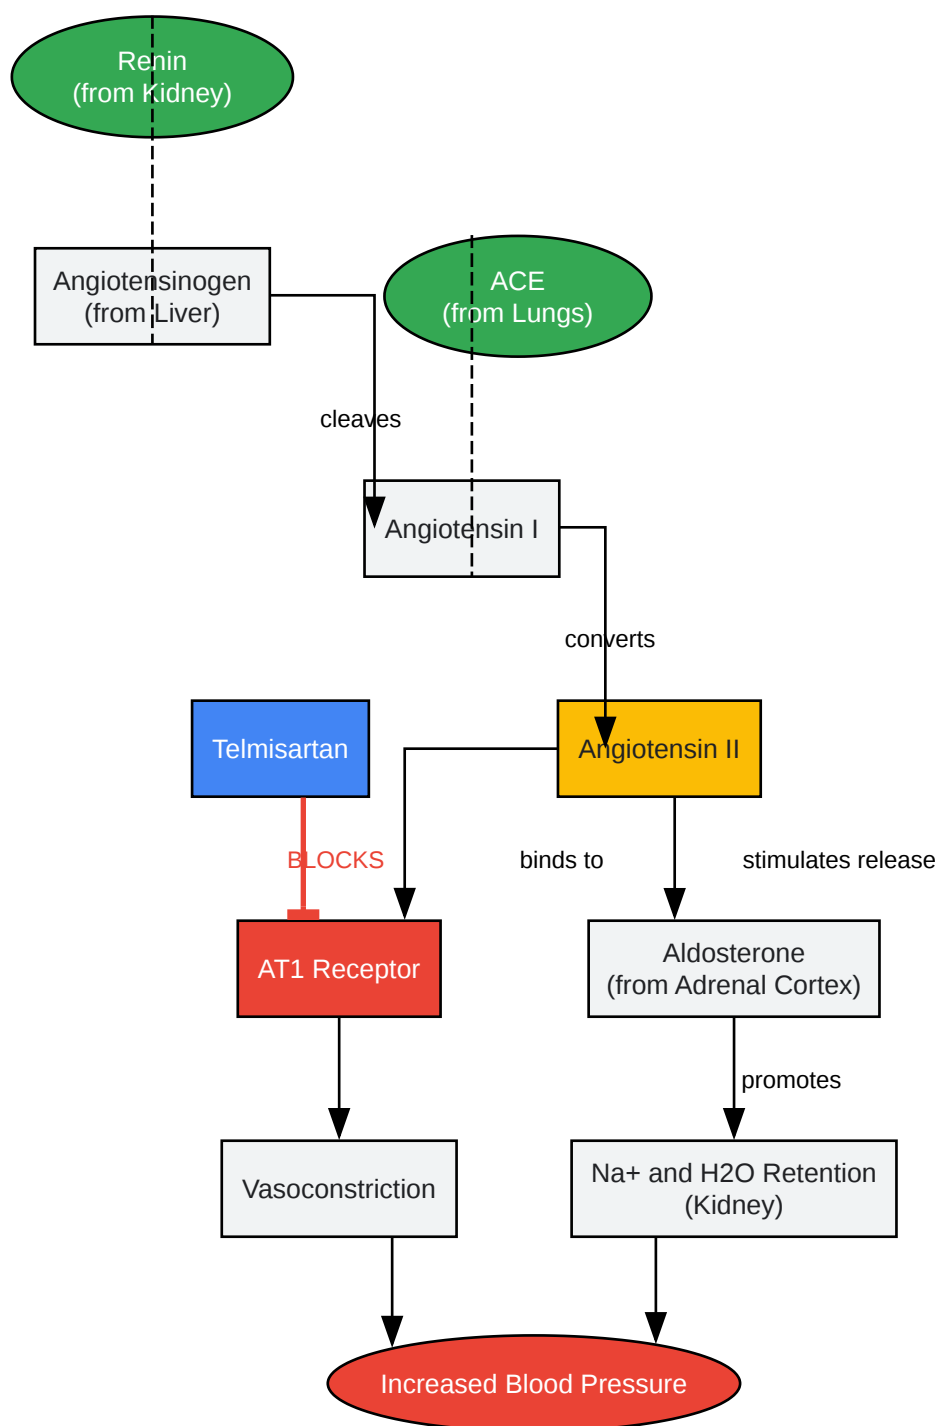 Renin
(from Kidney)
Angiotensinogen
(from Liver)
ACE
(from Lungs)
cleaves
Angiotensin I
converts
Telmisartan
Angiotensin II
BLOCKS
binds to
stimulates release
AT1 Receptor
Aldosterone
(from Adrenal Cortex)
promotes
Vasoconstriction
Na+ and H2O Retention
(Kidney)
Increased Blood Pressure